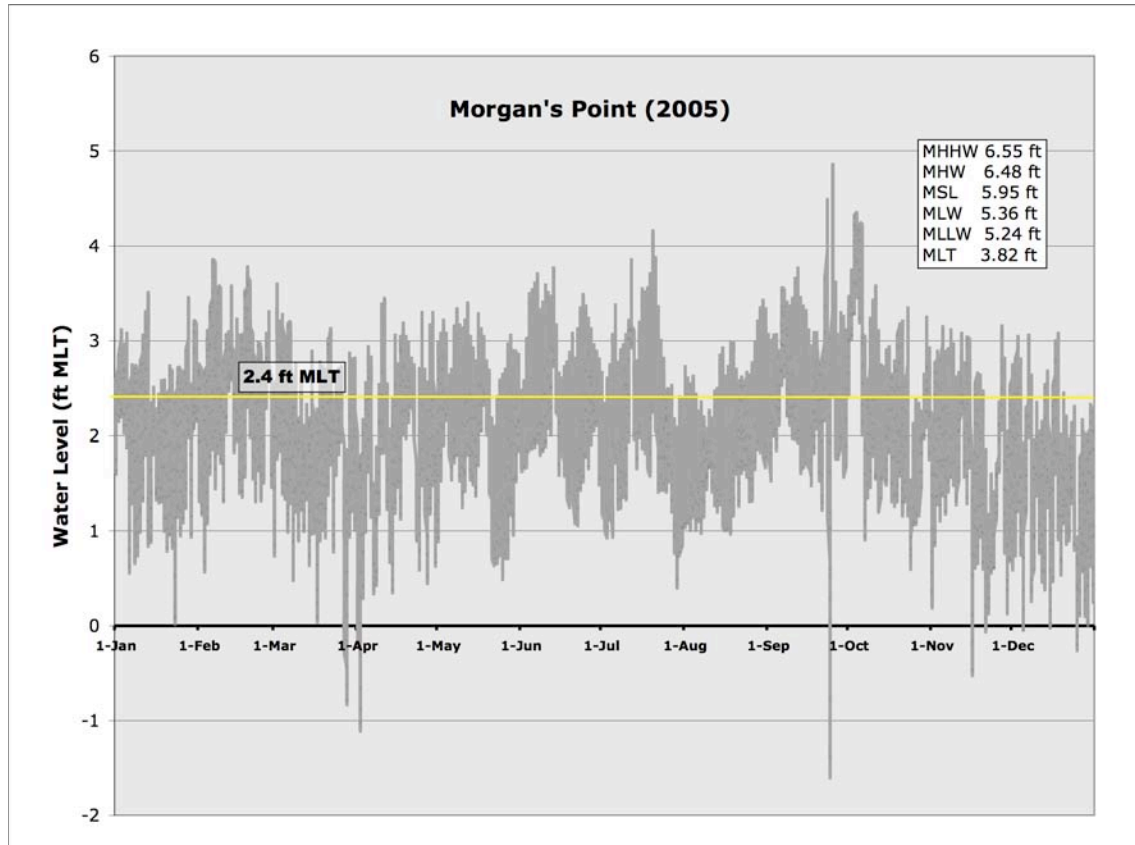 6
Morgan's Point (2005)
5
MHHW 6.55 ft
MHW 6.48 ft
MSL 5.95 ft
MLW 5.36 ft
MLLW 5.24 ft
MLT 3.82 ft
4
3
2.4 ft MLT
2
1
0
-1
-2
Water Level (ft MLT)
1-Jan 1-Feb 1-Mar 1-Apr 1-May 1-Jun 1-Jul 1-Aug 1-Sep 1-Oct 1-Nov 1-Dec